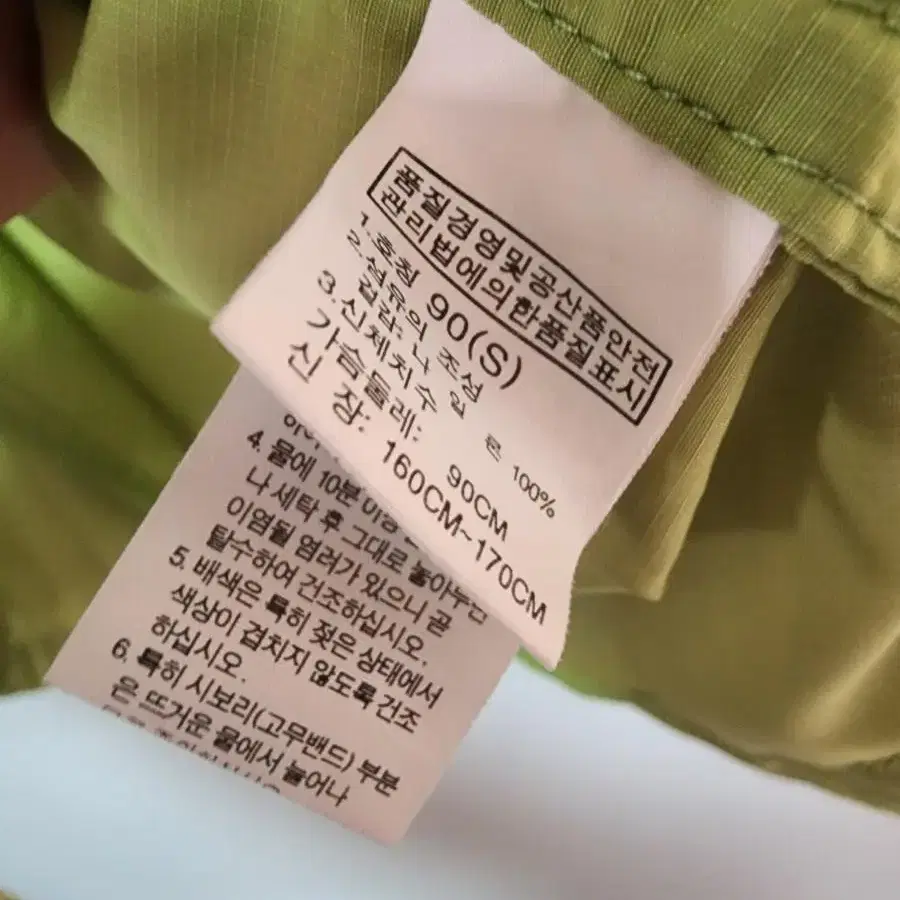 품질경영및공산품안전
관리법에의한품질표시
1. 호칭 90(S)
2. 섬유의 조성
겉감: 나 일 론 100%
3. 신체치수
가슴둘레: 90CM
신 장: 160CM~170CM
4. 물에 10분 이상
나 세탁 후 그대로 놓아두면
이염될 염려가 있으니 곧
탈수하여 건조하십시오.
5. 배색은 특히 젖은 상태에서
색상이 겹치지 않도록 건조
하십시오.
6. 특히 시보리(고무밴드) 부분
은 뜨거운 물에서 늘어나